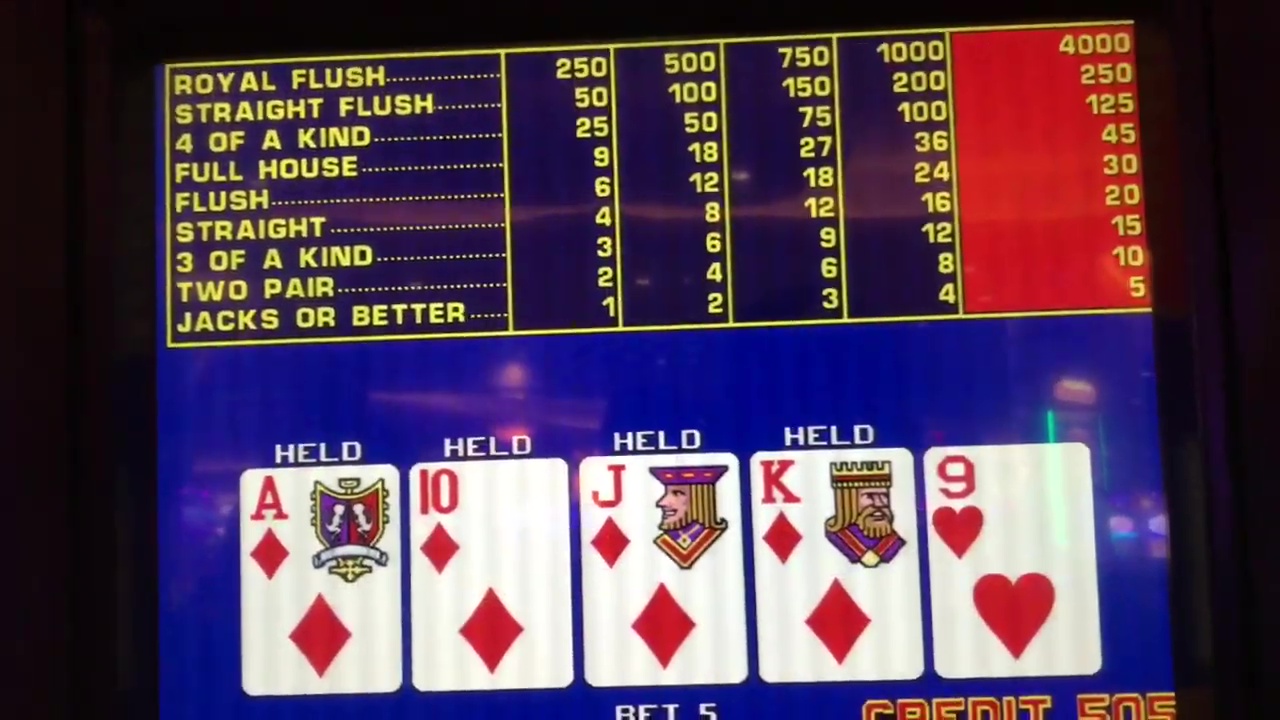 ROYAL FLUSH 250 500 750 1000 4000
STRAIGHT FLUSH 50 100 150 200 250
4 OF A KIND 25 50 75 100 125
FULL HOUSE 9 18 27 36 45
FLUSH 6 12 18 24 30
STRAIGHT 4 8 12 16 20
3 OF A KIND 3 6 9 12 15
TWO PAIR 2 4 6 8 10
JACKS OR BETTER 1 2 3 4 5
HELD HELD HELD HELD
A 10 J K 9
BET 5 CREDIT 505